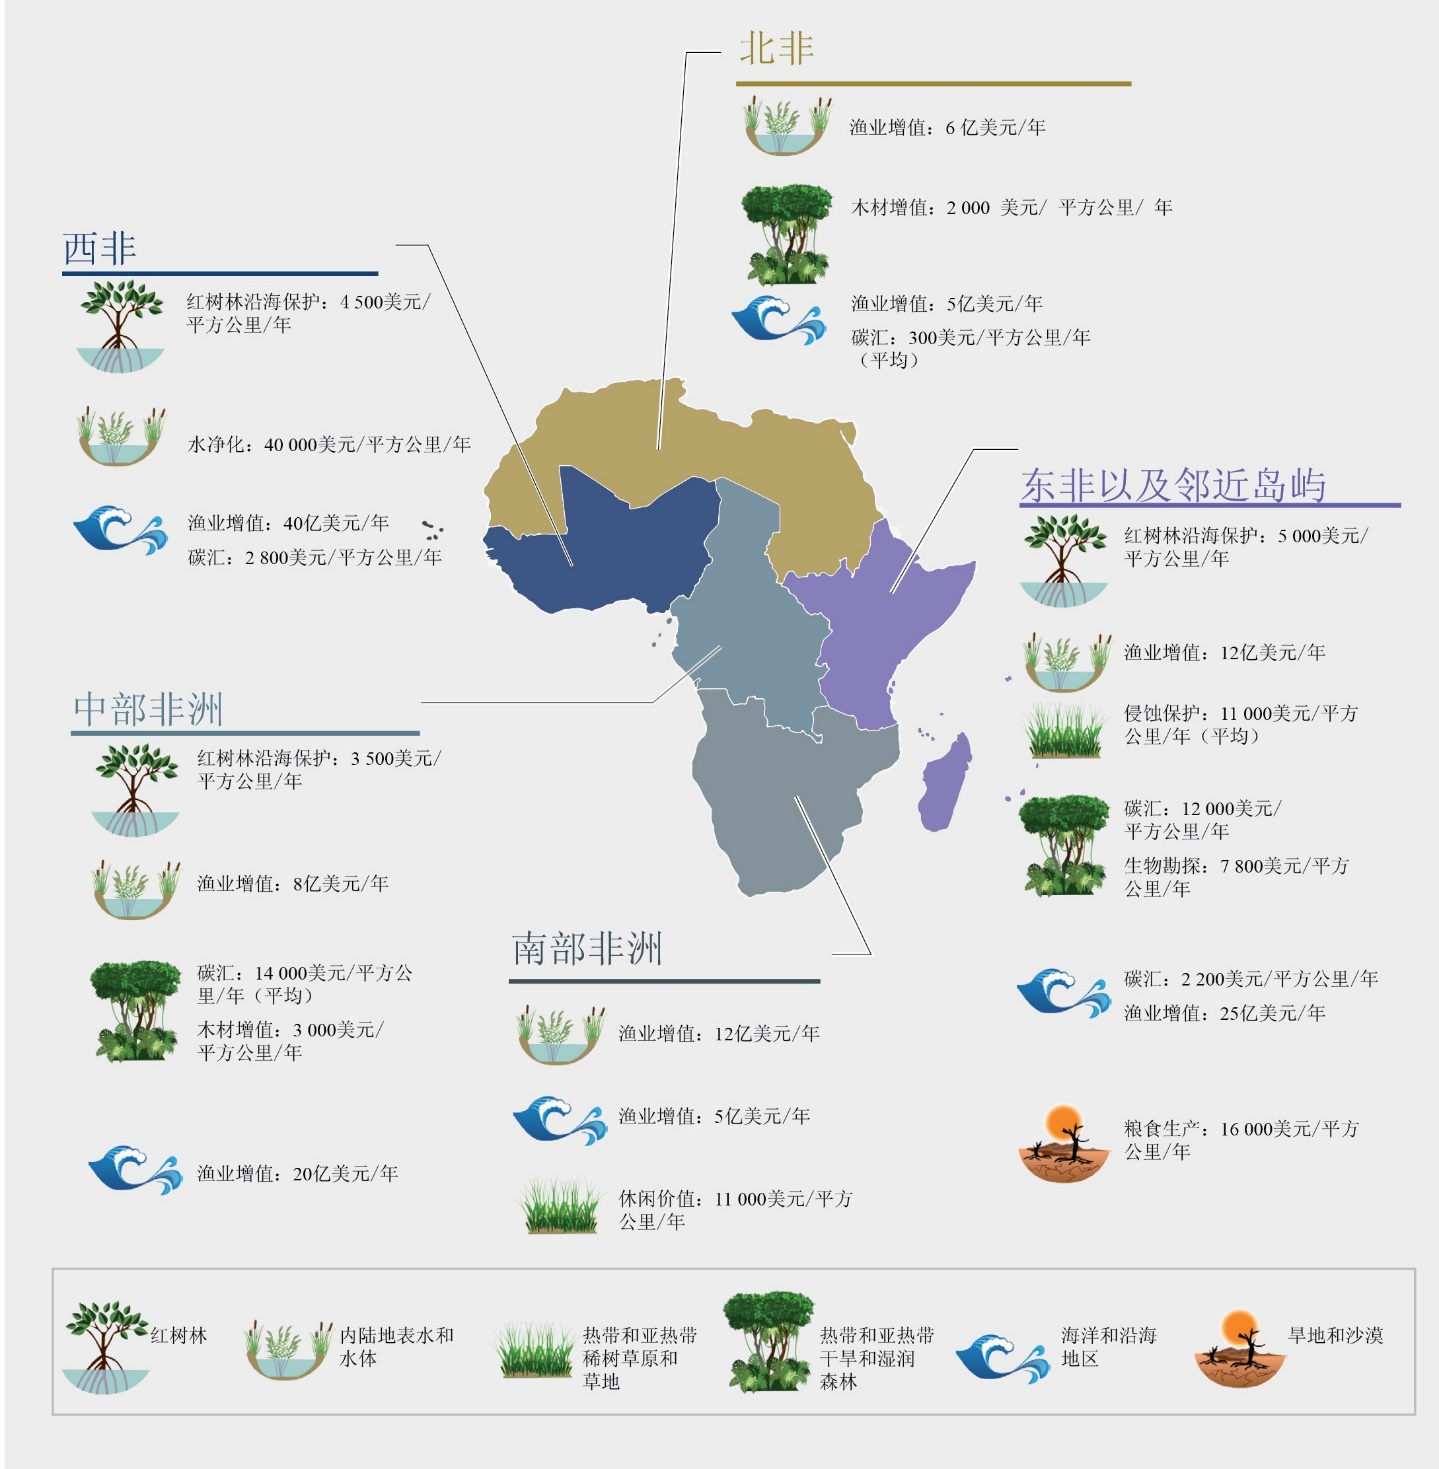 北非
渔业增值：6 亿美元/年
木材增值：2 000 美元/ 平方公里/ 年
渔业增值：5亿美元/年
碳汇：300美元/平方公里/年
（平均）
西非
红树林沿海保护：4 500美元/
平方公里/年
水净化：40 000美元/平方公里/年
渔业增值：40亿美元/年
碳汇：2 800美元/平方公里/年
东非以及邻近岛屿
红树林沿海保护：5 000美元/
平方公里/年
渔业增值：12亿美元/年
侵蚀保护：11 000美元/平方
公里/年（平均）
碳汇：12 000美元/
平方公里/年
生物勘探：7 800美元/平方
公里/年
碳汇：2 200美元/平方公里/年
渔业增值：25亿美元/年
粮食生产：16 000美元/平方
公里/年
中部非洲
红树林沿海保护：3 500美元/
平方公里/年
渔业增值：8亿美元/年
碳汇：14 000美元/平方公
里/年（平均）
木材增值：3 000美元/
平方公里/年
渔业增值：20亿美元/年
南部非洲
渔业增值：12亿美元/年
渔业增值：5亿美元/年
休闲价值：11 000美元/平方
公里/年
红树林
内陆地表水和
水体
热带和亚热带
稀树草原和
草地
热带和亚热带
干旱和湿润
森林
海洋和沿海
地区
旱地和沙漠